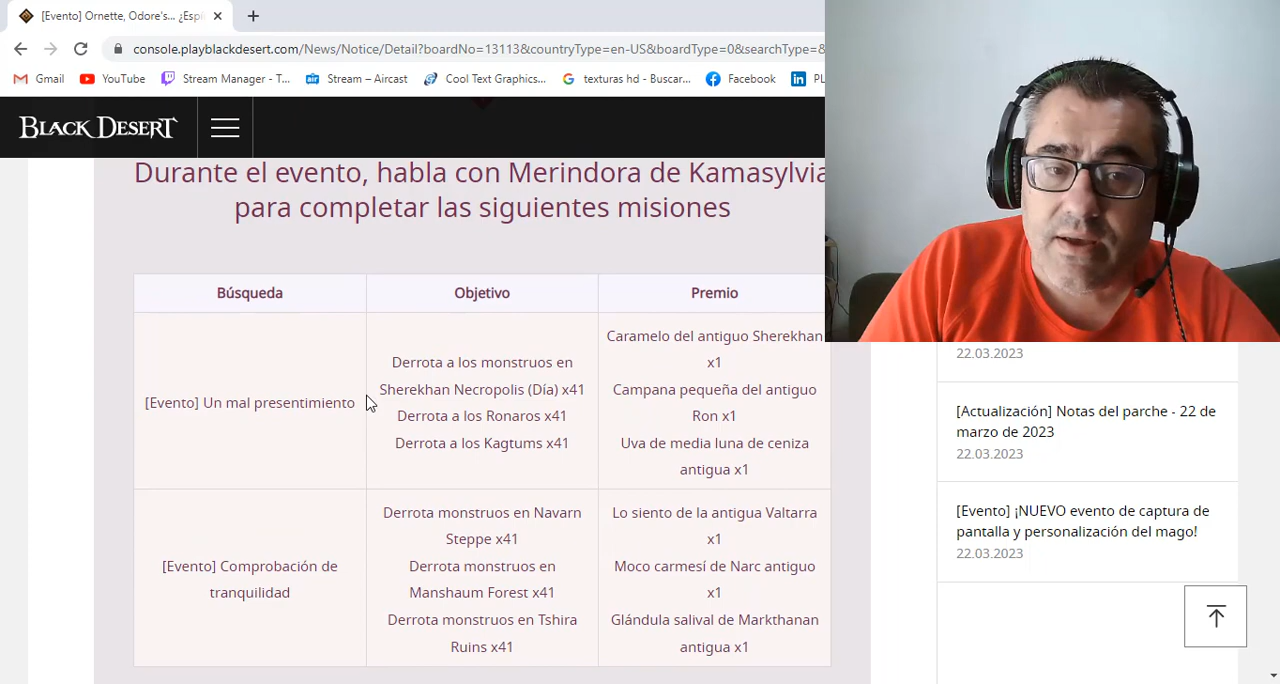 [Evento] Ornette, Odore's... ¿Espí
console.playblackdesert.com/News/Notice/Detail?boardNo=13113&countryType=en-US&boardType=0&searchType=&
Gmail
YouTube
Stream Manager - T...
Stream – Aircast
Cool Text Graphics...
texturas hd - Buscar...
Facebook
PL
BLACK DESERT
Durante el evento, habla con Merindora de Kamasylvia
para completar las siguientes misiones
Búsqueda
Objetivo
Premio
[Evento] Un mal presentimiento
Derrota a los monstruos en
Sherekhan Necropolis (Día) x41
Derrota a los Ronaros x41
Derrota a los Kagtums x41
Caramelo del antiguo Sherekhan
x1
Campana pequeña del antiguo
Ron x1
Uva de media luna de ceniza
antigua x1
[Evento] Comprobación de
tranquilidad
Derrota monstruos en Navarn
Steppe x41
Derrota monstruos en
Manshaum Forest x41
Derrota monstruos en Tshira
Ruins x41
Lo siento de la antigua Valtarra
x1
Moco carmesí de Narc antiguo
x1
Glándula salival de Markthanan
antigua x1
22.03.2023
[Actualización] Notas del parche - 22 de
marzo de 2023
22.03.2023
[Evento] ¡NUEVO evento de captura de
pantalla y personalización del mago!
22.03.2023